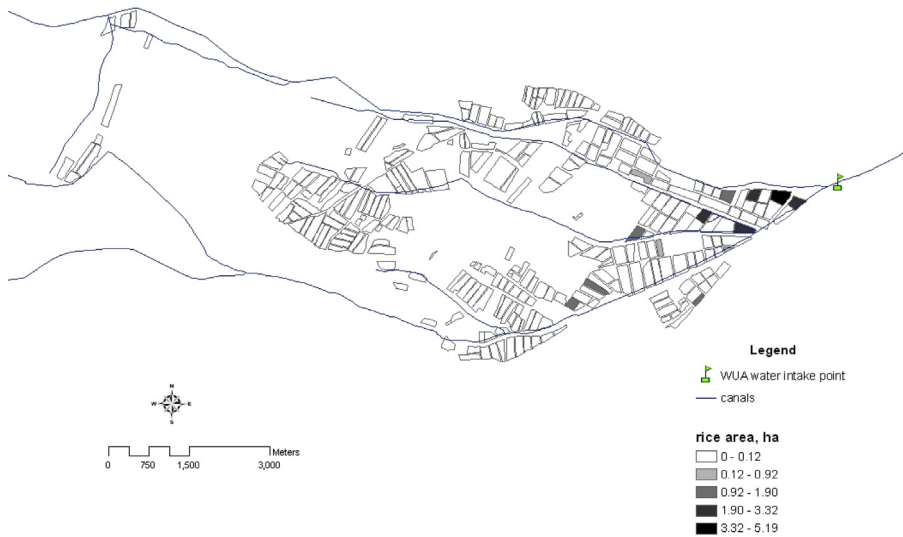 Legend
WUA water intake point
canals
rice area, ha
0 - 0.12
0.12 - 0.92
0.92 - 1.90
1.90 - 3.32
3.32 - 5.19
N
W E
S
Meters
0 750 1,500 3,000